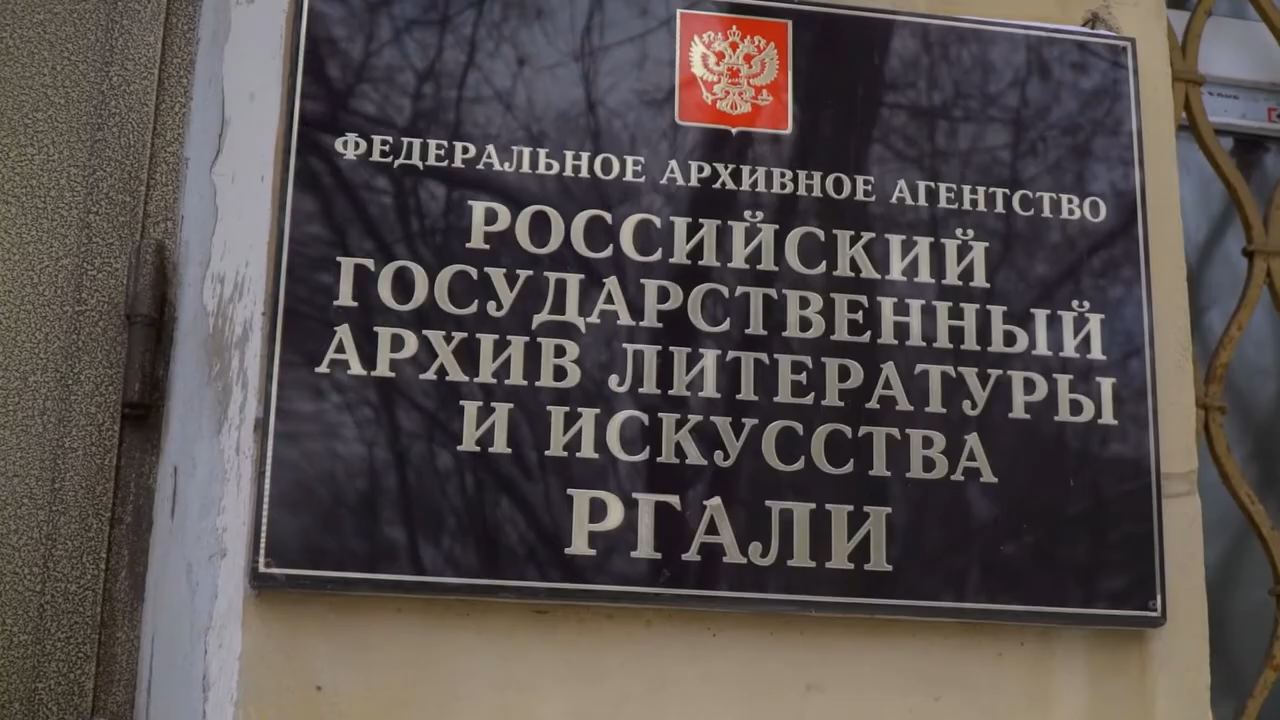 ФЕДЕРАЛЬНОЕ АРХИВНОЕ АГЕНТСТВО
РОССИЙСКИЙ
ГОСУДАРСТВЕННЫЙ
АРХИВ ЛИТЕРАТУРЫ
И ИСКУССТВА
РГАЛИ